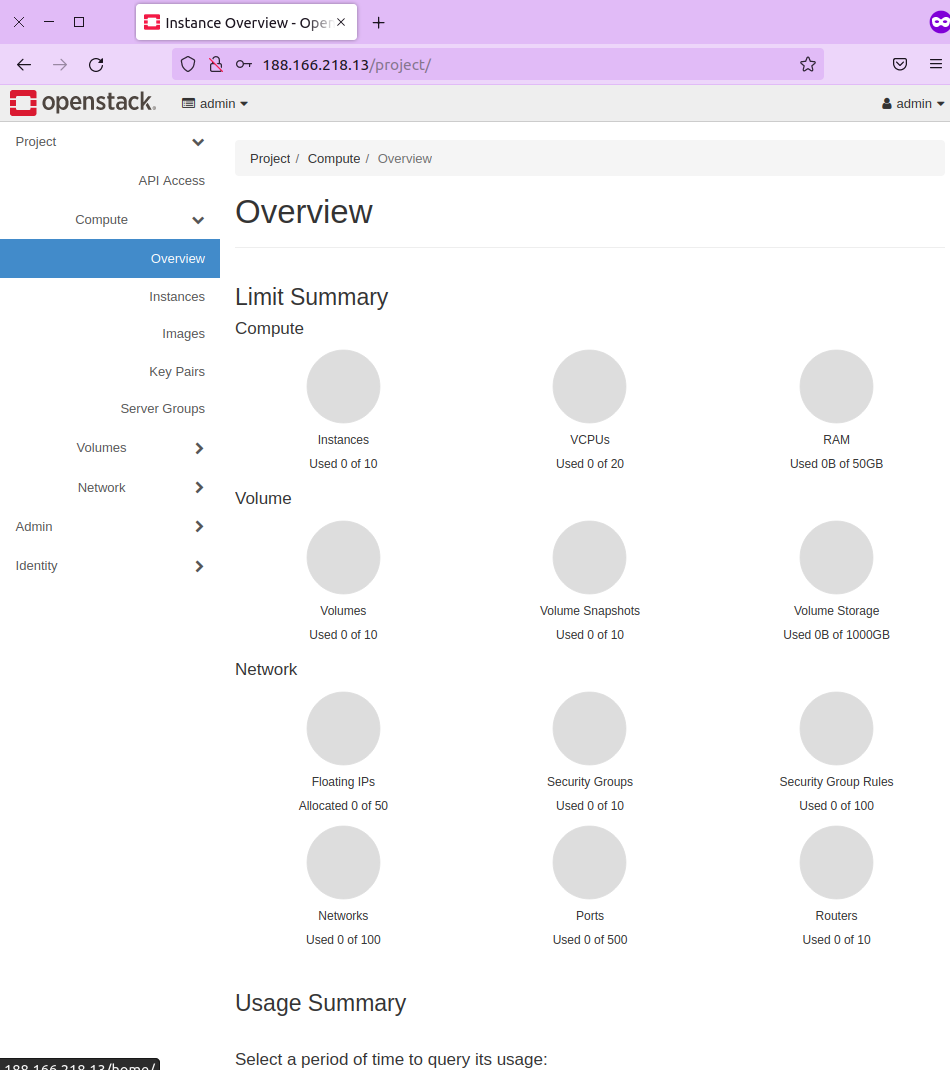 Instance Overview - Open
188.166.218.13/project/
openstack.
admin
admin
Project
API Access
Compute
Overview
Instances
Images
Key Pairs
Server Groups
Volumes
Network
Admin
Identity
Project / Compute / Overview
Overview
Limit Summary
Compute
Instances
Used 0 of 10
VCPUs
Used 0 of 20
RAM
Used 0B of 50GB
Volume
Volumes
Used 0 of 10
Volume Snapshots
Used 0 of 10
Volume Storage
Used 0B of 1000GB
Network
Floating IPs
Allocated 0 of 50
Security Groups
Used 0 of 10
Security Group Rules
Used 0 of 100
Networks
Used 0 of 100
Ports
Used 0 of 500
Routers
Used 0 of 10
Usage Summary
Select a period of time to query its usage:
188.166.218.13/home/